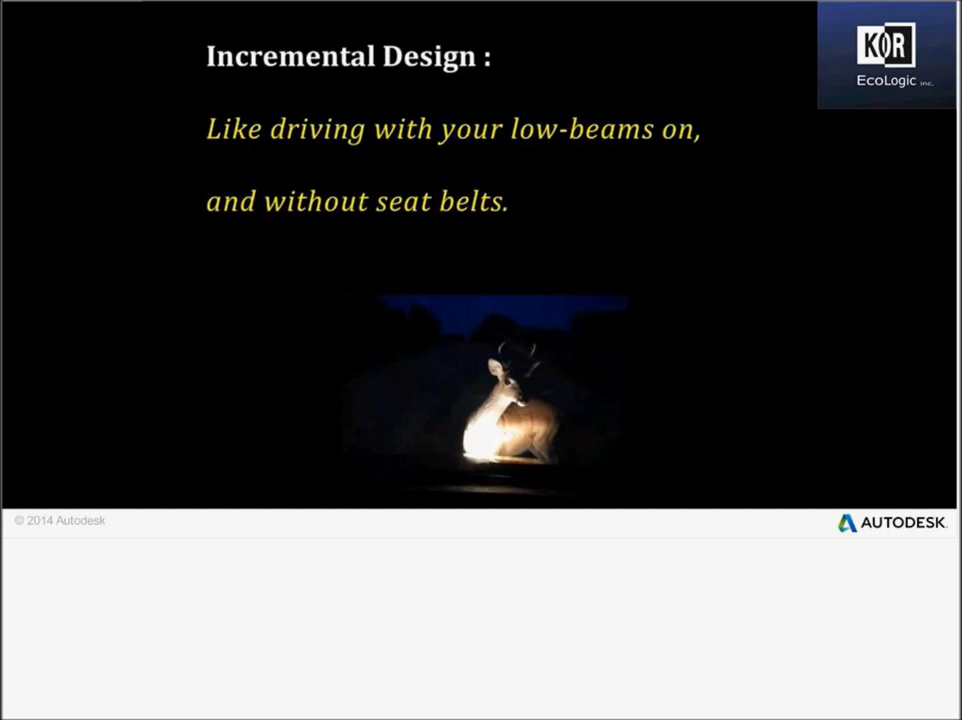 Incremental Design :
KOR
EcoLogic inc.
Like driving with your low-beams on,
and without seat belts.
© 2014 Autodesk
AUTODESK